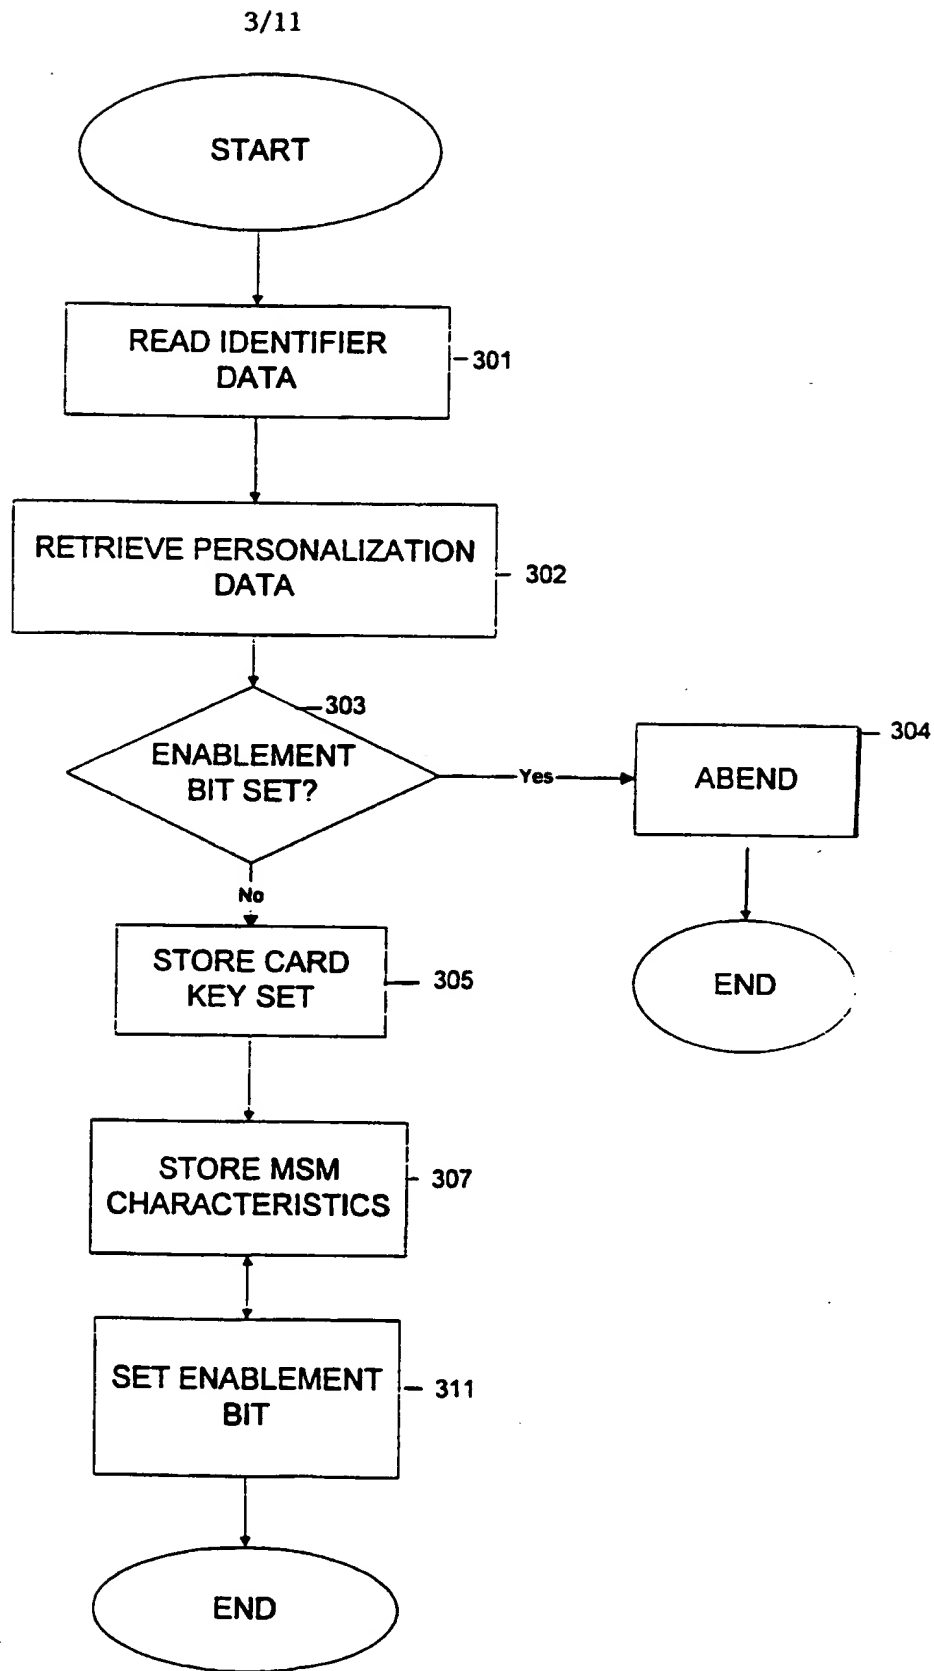 3/11
START
READ IDENTIFIER
DATA
301
RETRIEVE PERSONALIZATION
DATA
302
303
ENABLEMENT
BIT SET?
Yes
304
ABEND
END
No
STORE CARD
KEY SET
305
STORE MSM
CHARACTERISTICS
307
SET ENABLEMENT
BIT
311
END